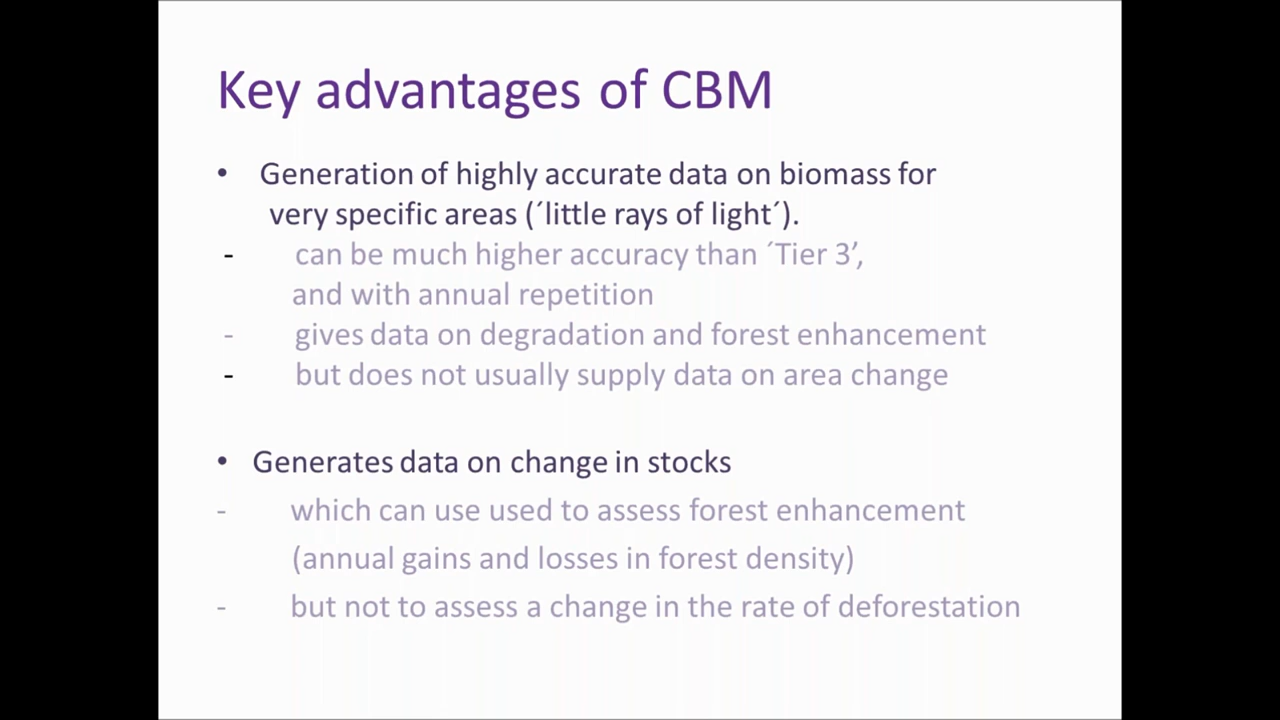 Key advantages of CBM
• Generation of highly accurate data on biomass for
very specific areas (´little rays of light´).
- can be much higher accuracy than ´Tier 3’,
and with annual repetition
- gives data on degradation and forest enhancement
- but does not usually supply data on area change
• Generates data on change in stocks
- which can use used to assess forest enhancement
(annual gains and losses in forest density)
- but not to assess a change in the rate of deforestation